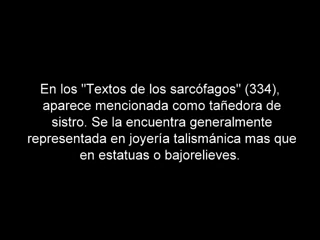 En los "Textos de los sarcófagos" (334),
aparece mencionada como tañedora de
sistro. Se la encuentra generalmente
representada en joyería talismánica mas que
en estatuas o bajorelieves.